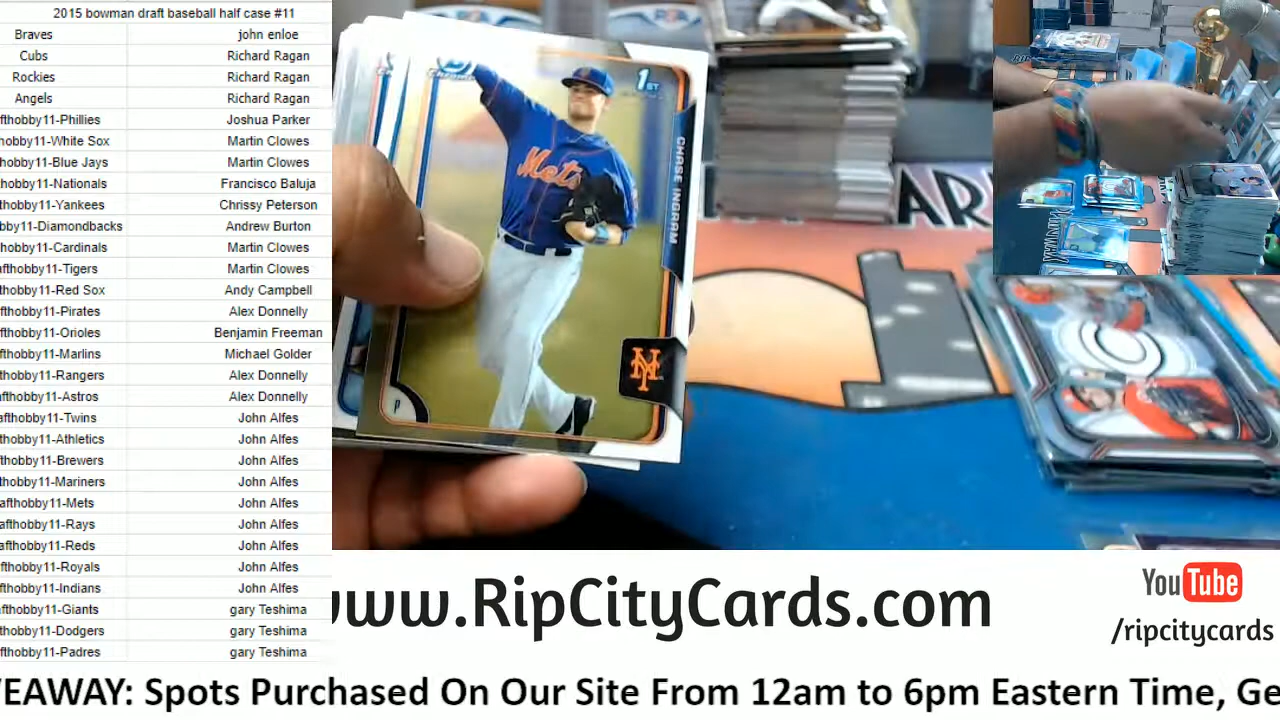 2015 bowman draft baseball half case #11
Braves john enloe
Cubs Richard Ragan
Rockies Richard Ragan
Angels Richard Ragan
fthobby11-Phillies Joshua Parker
hobby11-White Sox Martin Clowes
hobby11-Blue Jays Martin Clowes
thobby11-Nationals Francisco Baluja
fthobby11-Yankees Chrissy Peterson
bby11-Diamondbacks Andrew Burton
hobby11-Cardinals Martin Clowes
afthobby11-Tigers Martin Clowes
fthobby11-Red Sox Andy Campbell
fthobby11-Pirates Alex Donnelly
fthobby11-Orioles Benjamin Freeman
fthobby11-Marlins Michael Golder
fthobby11-Rangers Alex Donnelly
afthobby11-Astros Alex Donnelly
afthobby11-Twins John Alfes
thobby11-Athletics John Alfes
thobby11-Brewers John Alfes
thobby11-Mariners John Alfes
afthobby11-Mets John Alfes
afthobby11-Rays John Alfes
afthobby11-Reds John Alfes
fthobby11-Royals John Alfes
fthobby11-Indians John Alfes
afthobby11-Giants gary Teshima
fthobby11-Dodgers gary Teshima
fthobby11-Padres gary Teshima
1ST
CHASE INGRAM
Mets
NY
P
AR
www.RipCityCards.com
YouTube
/ripcitycards
VEAWAY: Spots Purchased On Our Site From 12am to 6pm Eastern Time, Ge